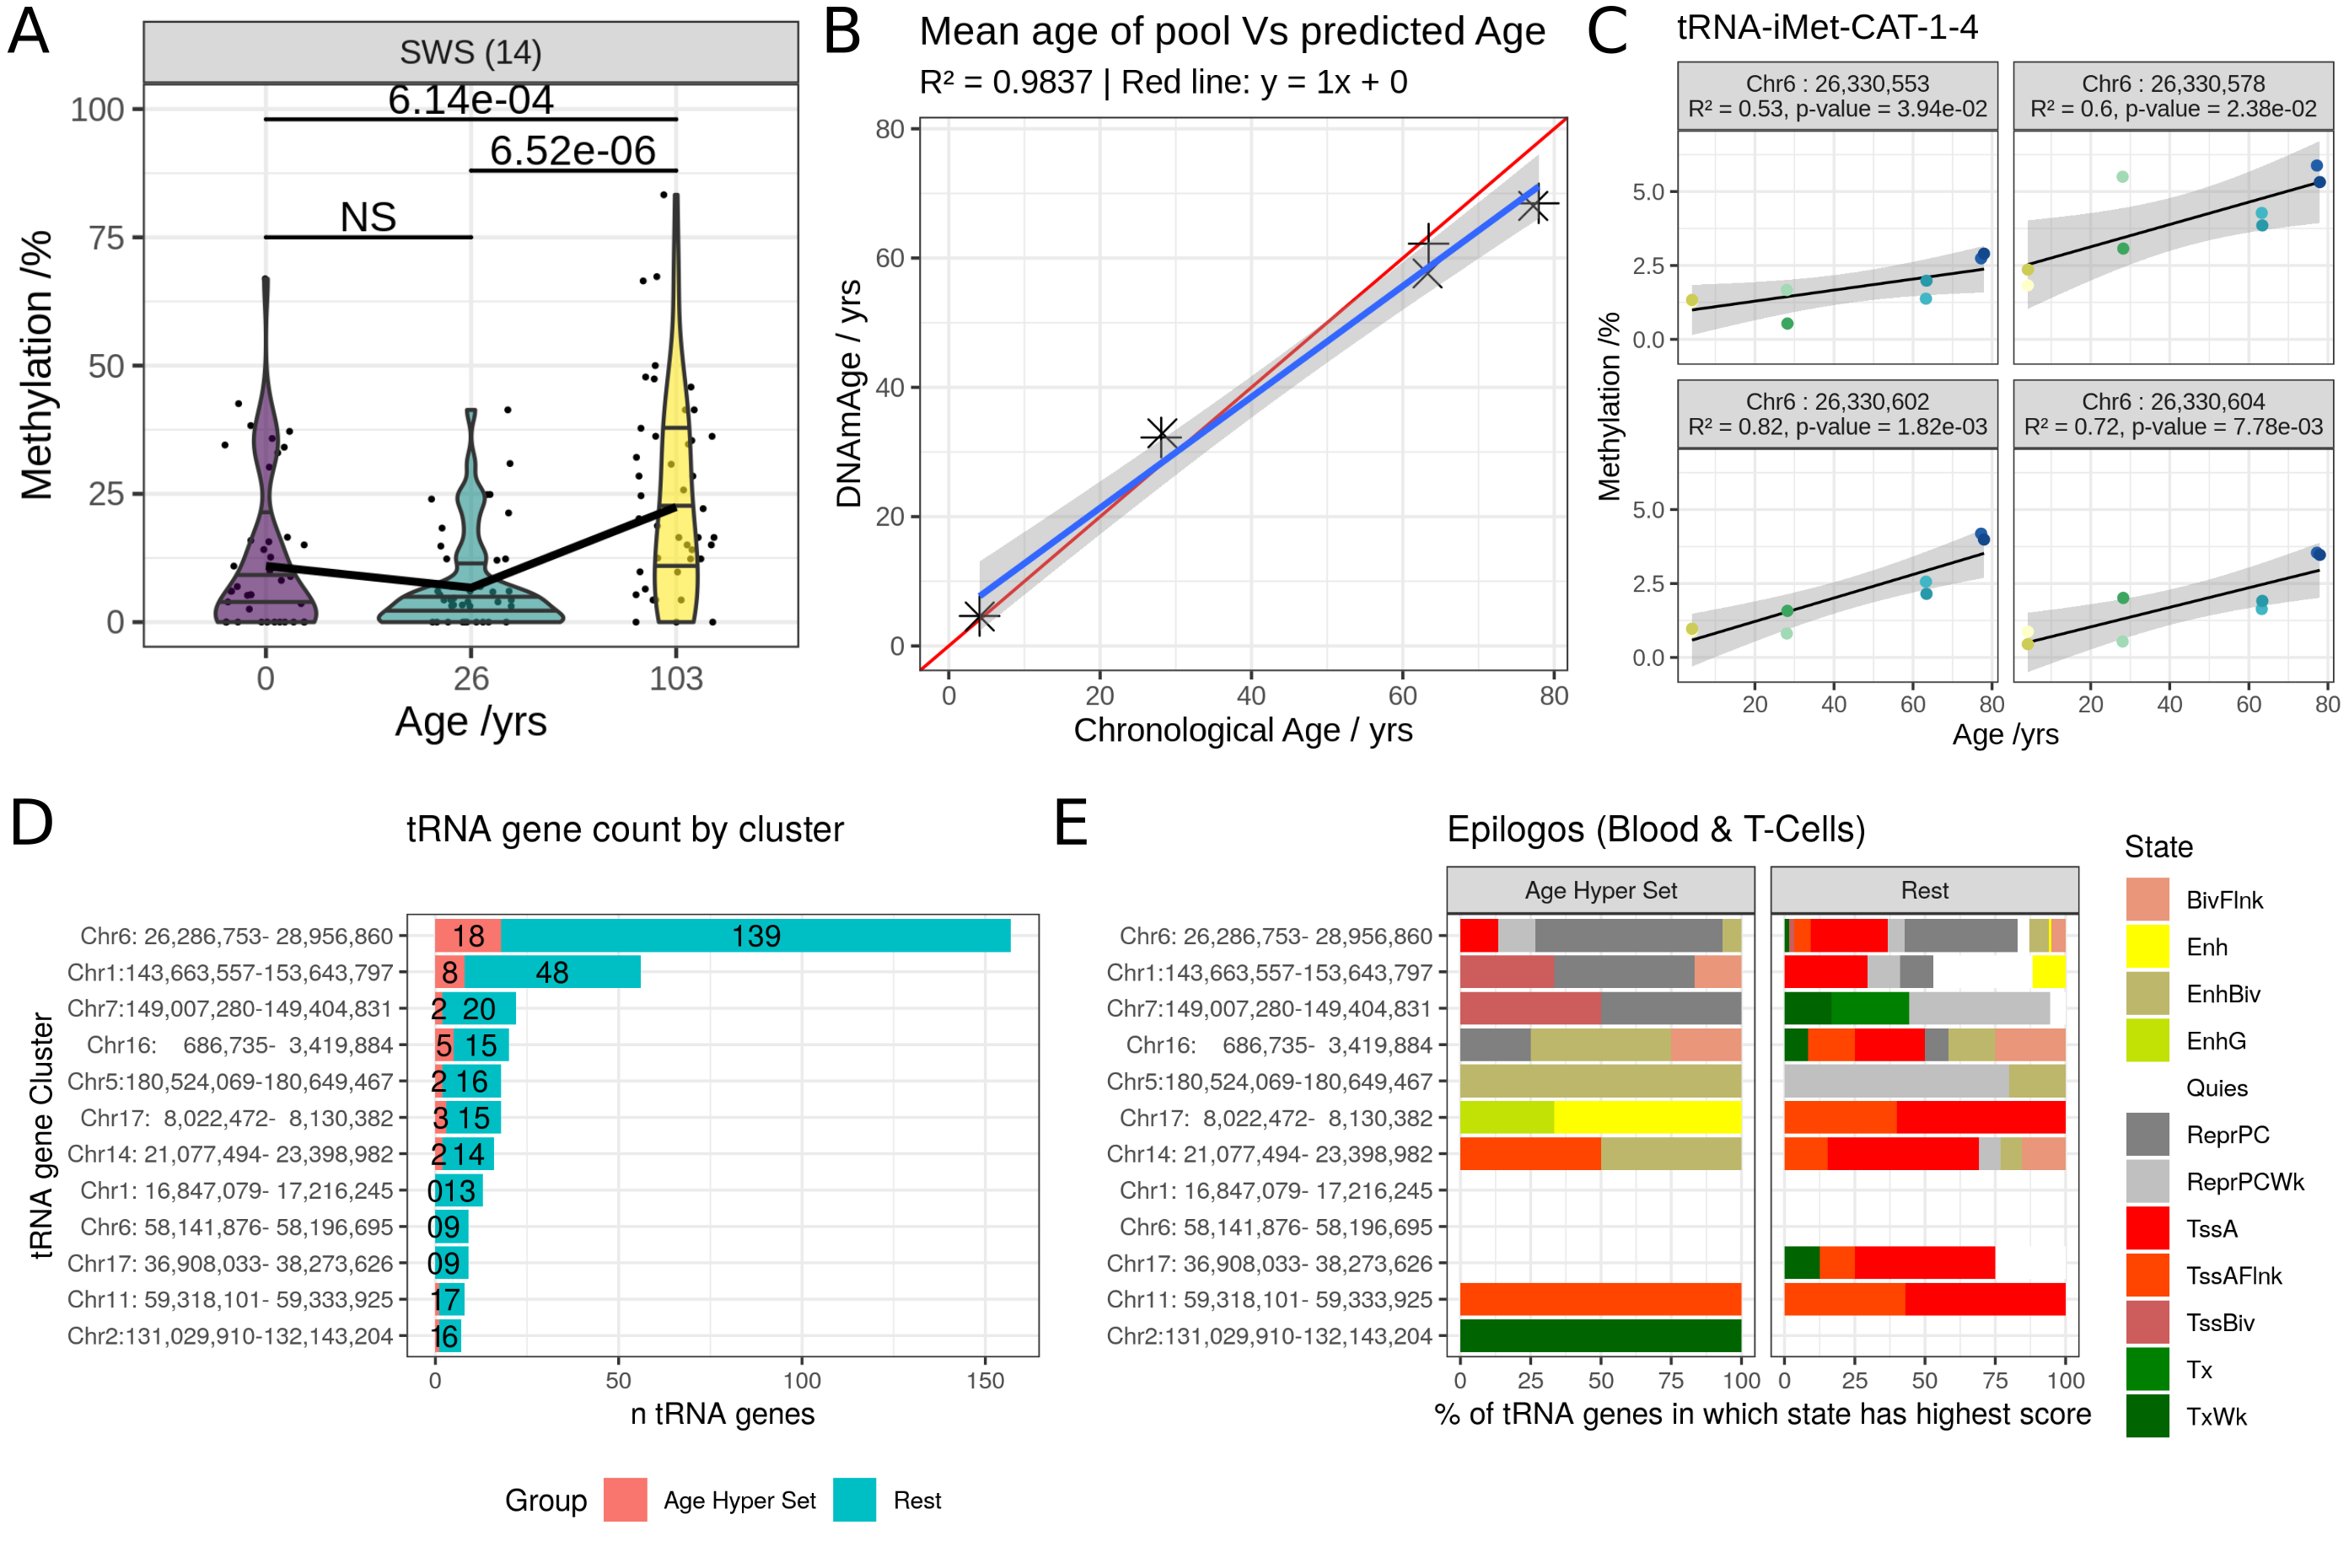 A
SWS (14)
6.14e-04
6.52e-06
NS
100
75
50
25
0
Methylation /%
0 26 103
Age /yrs
B
Mean age of pool Vs predicted Age
R² = 0.9837 | Red line: y = 1x + 0
80
60
40
20
0
DNAmAge / yrs
0 20 40 60 80
Chronological Age / yrs
C
tRNA-iMet-CAT-1-4
Chr6 : 26,330,553
R² = 0.53, p-value = 3.94e-02
Chr6 : 26,330,578
R² = 0.6, p-value = 2.38e-02
5.0
2.5
0.0
Chr6 : 26,330,602
R² = 0.82, p-value = 1.82e-03
Chr6 : 26,330,604
R² = 0.72, p-value = 7.78e-03
5.0
2.5
0.0
Methylation /%
20 40 60 80
20 40 60 80
Age /yrs
D
tRNA gene count by cluster
tRNA gene Cluster
Chr6: 26,286,753- 28,956,860 18 139
Chr1:143,663,557-153,643,797 8 48
Chr7:149,007,280-149,404,831 2 20
Chr16: 686,735- 3,419,884 5 15
Chr5:180,524,069-180,649,467 2 16
Chr17: 8,022,472- 8,130,382 3 15
Chr14: 21,077,494- 23,398,982 2 14
Chr1: 16,847,079- 17,216,245 0 13
Chr6: 58,141,876- 58,196,695 0 9
Chr17: 36,908,033- 38,273,626 0 9
Chr11: 59,318,101- 59,333,925 1 7
Chr2:131,029,910-132,143,204 1 6
0 50 100 150
n tRNA genes
Group Age Hyper Set Rest
E
Epilogos (Blood & T-Cells)
Age Hyper Set
Rest
Chr6: 26,286,753- 28,956,860
Chr1:143,663,557-153,643,797
Chr7:149,007,280-149,404,831
Chr16: 686,735- 3,419,884
Chr5:180,524,069-180,649,467
Chr17: 8,022,472- 8,130,382
Chr14: 21,077,494- 23,398,982
Chr1: 16,847,079- 17,216,245
Chr6: 58,141,876- 58,196,695
Chr17: 36,908,033- 38,273,626
Chr11: 59,318,101- 59,333,925
Chr2:131,029,910-132,143,204
0 25 50 75 100
0 25 50 75 100
% of tRNA genes in which state has highest score
State
BivFlnk
Enh
EnhBiv
EnhG
Quies
ReprPC
ReprPCWk
TssA
TssAFlnk
TssBiv
Tx
TxWk